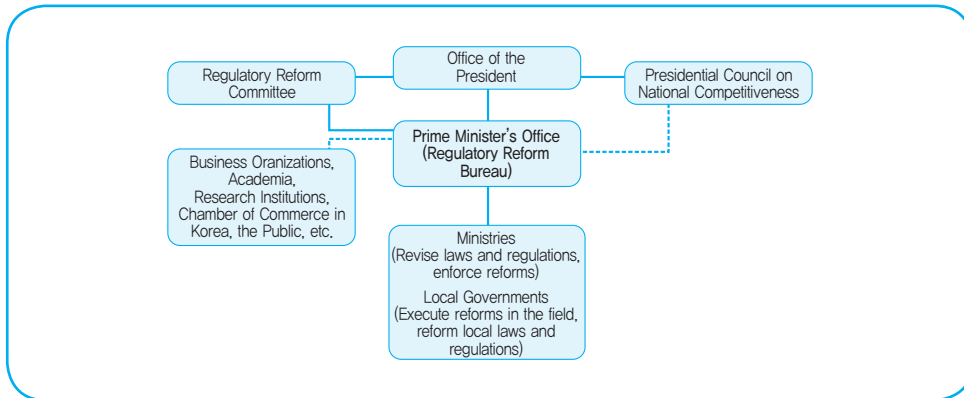 Office of the
President
Regulatory Reform
Committee
Presidential Council on
National Competitiveness
Prime Minister's Office
(Regulatory Reform
Bureau)
Business Oranizations,
Academia,
Research Institutions,
Chamber of Commerce in
Korea, the Public, etc.
Ministries
(Revise laws and regulations,
enforce reforms)
Local Governments
(Execute reforms in the field,
reform local laws and
regulations)